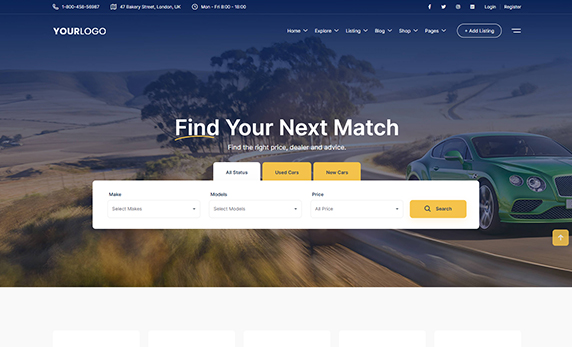 1-800-458-56987 47 Bakery Street, London, UK Mon - Fri 8:00 - 18:00 Login Register
YOURLOGO Home Explore Listing Blog Shop Pages + Add Listing
Find Your Next Match
Find the right price, dealer and advice.
All Status Used Cars New Cars
Make Models Price
Select Makes Select Models All Price Search